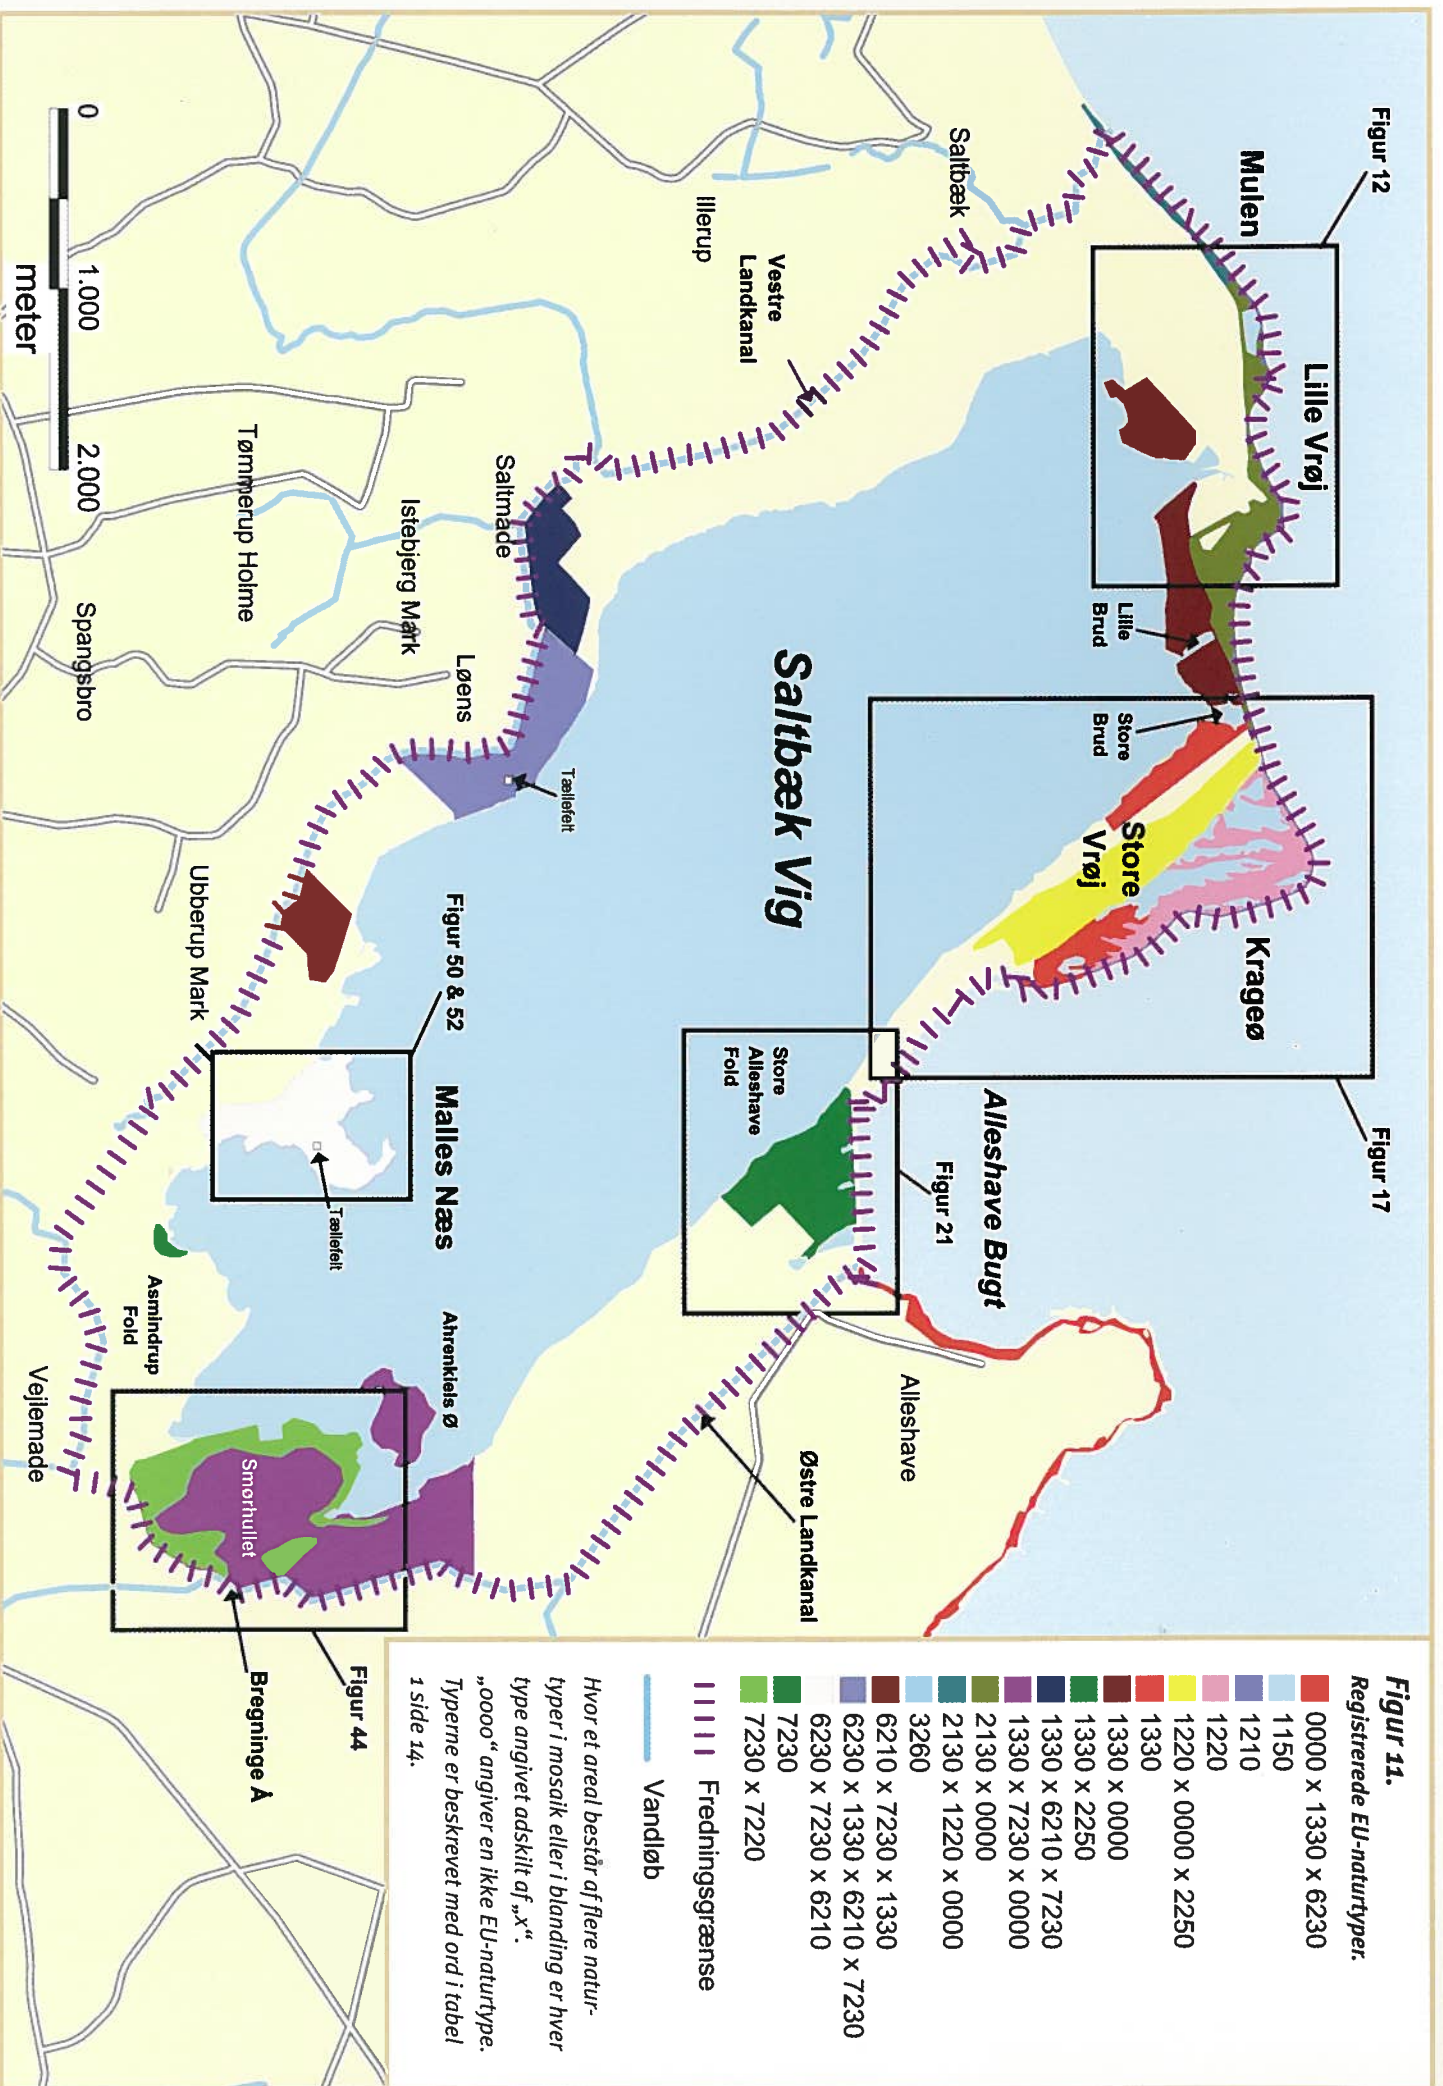 Figur 11.
Registrerede EU-naturtyper.
0000 x 1330 x 6230
1150
1210
1220
1220 x 0000 x 2250
1330
1330 x 0000
1330 x 2250
1330 x 6210 x 7230
1330 x 7230 x 0000
2130 x 0000
2130 x 1220 x 0000
3260
6210 x 7230 x 1330
6230 x 1330 x 6210 x 7230
6230 x 7230 x 6210
7230
7230 x 7220
Fredningsgrænse
Vandløb
Hvor et areal består af flere natur-
typer i mosaik eller i blanding er hver
type angivet adskilt af „x“.
„0000“ angiver en ikke EU-naturtype.
Typerne er beskrevet med ord i tabel
1 side 14.
Figur 12
Mulen
Lille Vrøj
Lille
Brud
Store
Brud
Store
Vrøj
Krageø
Figur 17
Alleshave Bugt
Figur 21
Store
Alleshave
Fold
Alleshave
Østre Landkanal
Saltbæk
Illerup
Vestre
Landkanal
Saltbæk Vig
Saltmade
Istebjerg Mark
Løens
Tællefelt
Tømmerup Holme
Spangsbro
Ubberup Mark
Figur 50 & 52
Malles Næs
Tællefelt
Asmindrup
Fold
Ahrenkiels Ø
Vejlemade
Smørhullet
Bregninge Å
Figur 44
0
1.000
2.000
meter